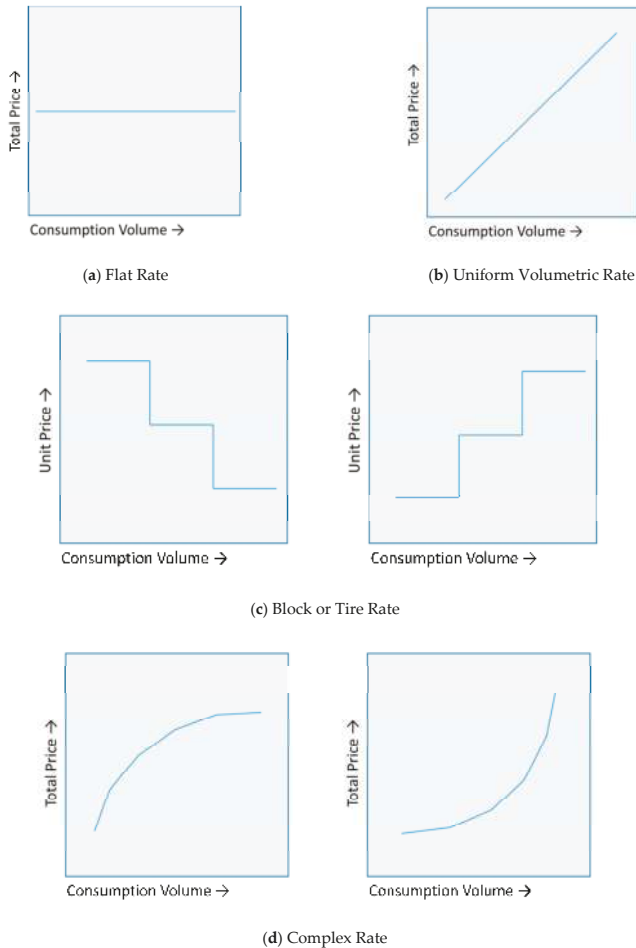 Total Price →
Consumption Volume →
(a) Flat Rate
Total Price →
Consumption Volume →
(b) Uniform Volumetric Rate
Unit Price →
Consumption Volume →
Unit Price →
Consumption Volume →
(c) Block or Tire Rate
Total Price →
Consumption Volume →
Total Price →
Consumption Volume →
(d) Complex Rate